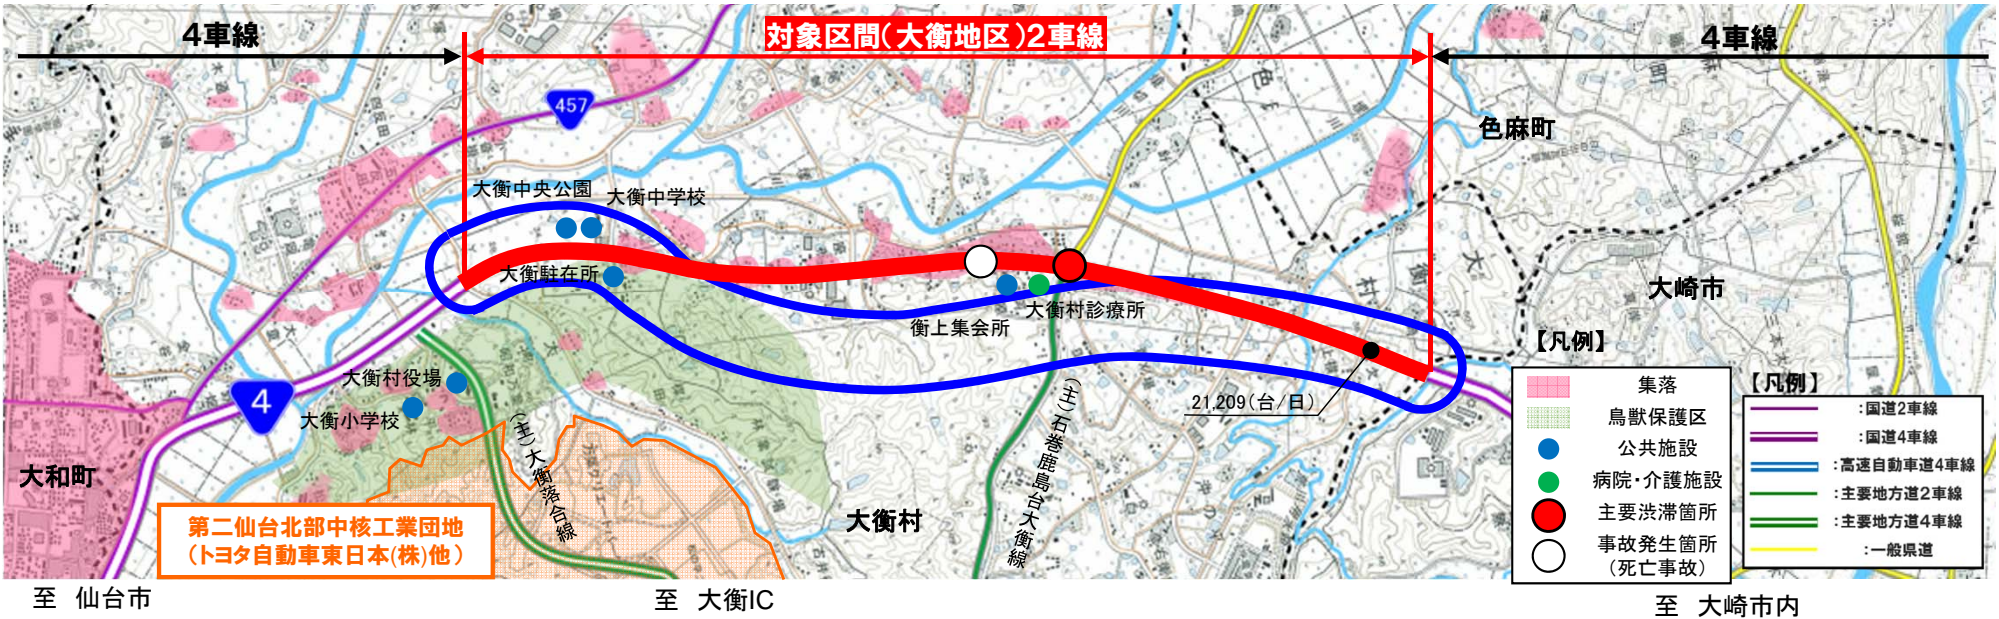 4車線
対象区間(大衡地区)2車線
4車線
457
色麻町
大衡中央公園
大衡中学校
大衡駐在所
大崎市
大衡村診療所
衡上集会所
【凡例】
集落
鳥獣保護区
公共施設
病院・介護施設
主要渋滞箇所
事故発生箇所
(死亡事故)
【凡例】
:国道2車線
:国道4車線
:高速自動車道4車線
:主要地方道2車線
:主要地方道4車線
:一般県道
4
大衡村役場
大衡小学校
21,209(台/日)
(主)大衡落合線
(主)石巻鹿島台大衡線
大和町
大衡村
第二仙台北部中核工業団地
(トヨタ自動車東日本(株)他)
至 仙台市
至 大衡IC
至 大崎市内